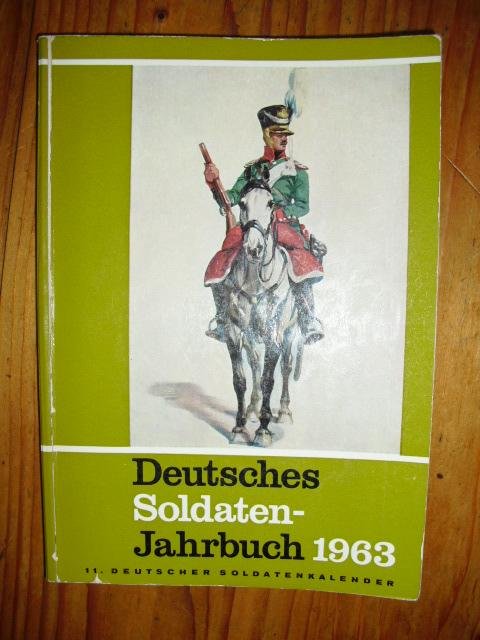 Deutsches
Soldaten-
Jahrbuch 1963
11. DEUTSCHER SOLDATENKALENDER